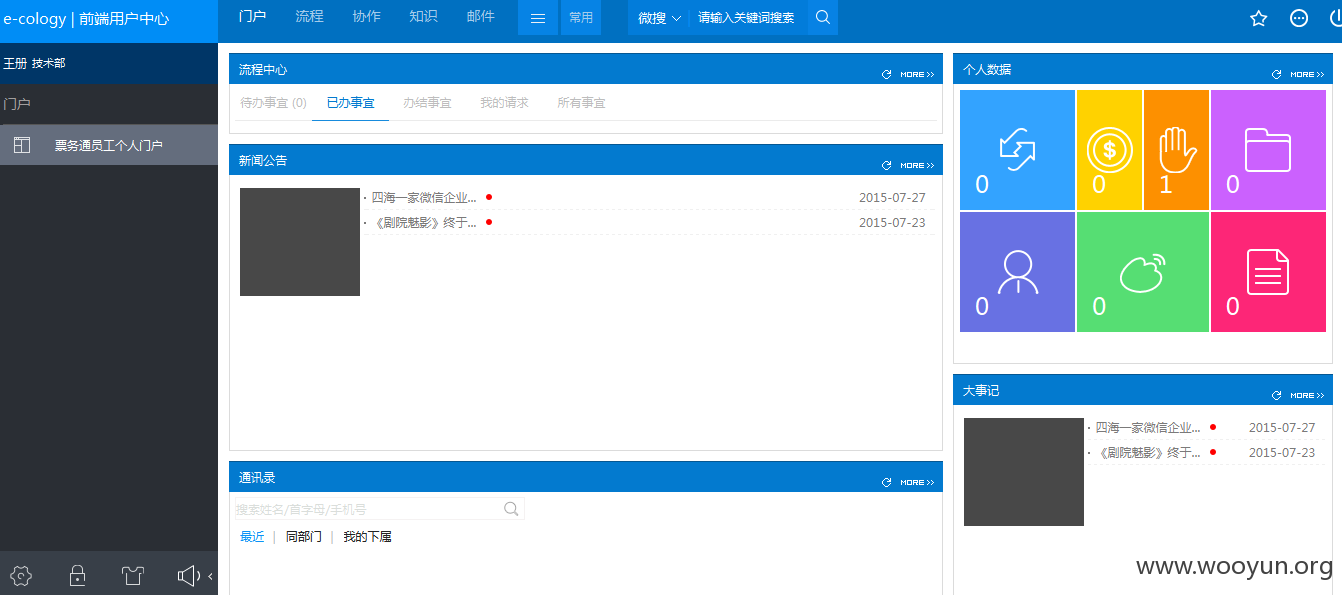 e-cology | 前端用户中心
门户 流程 协作 知识 邮件 常用 微搜 请输入关键词搜索
王册 技术部
门户
票务通员工个人门户
流程中心 MORE >>
待办事宜 (0) 已办事宜 办结事宜 我的请求 所有事宜
新闻公告 MORE >>
· 四海一家微信企业... 2015-07-27
· 《剧院魅影》终于... 2015-07-23
通讯录 MORE >>
搜索姓名/首字母/手机号
最近 | 同部门 | 我的下属
个人数据 MORE >>
0 0 1 0
0 0 0
大事记 MORE >>
· 四海一家微信企业... 2015-07-27
· 《剧院魅影》终于... 2015-07-23
www.wooyun.org